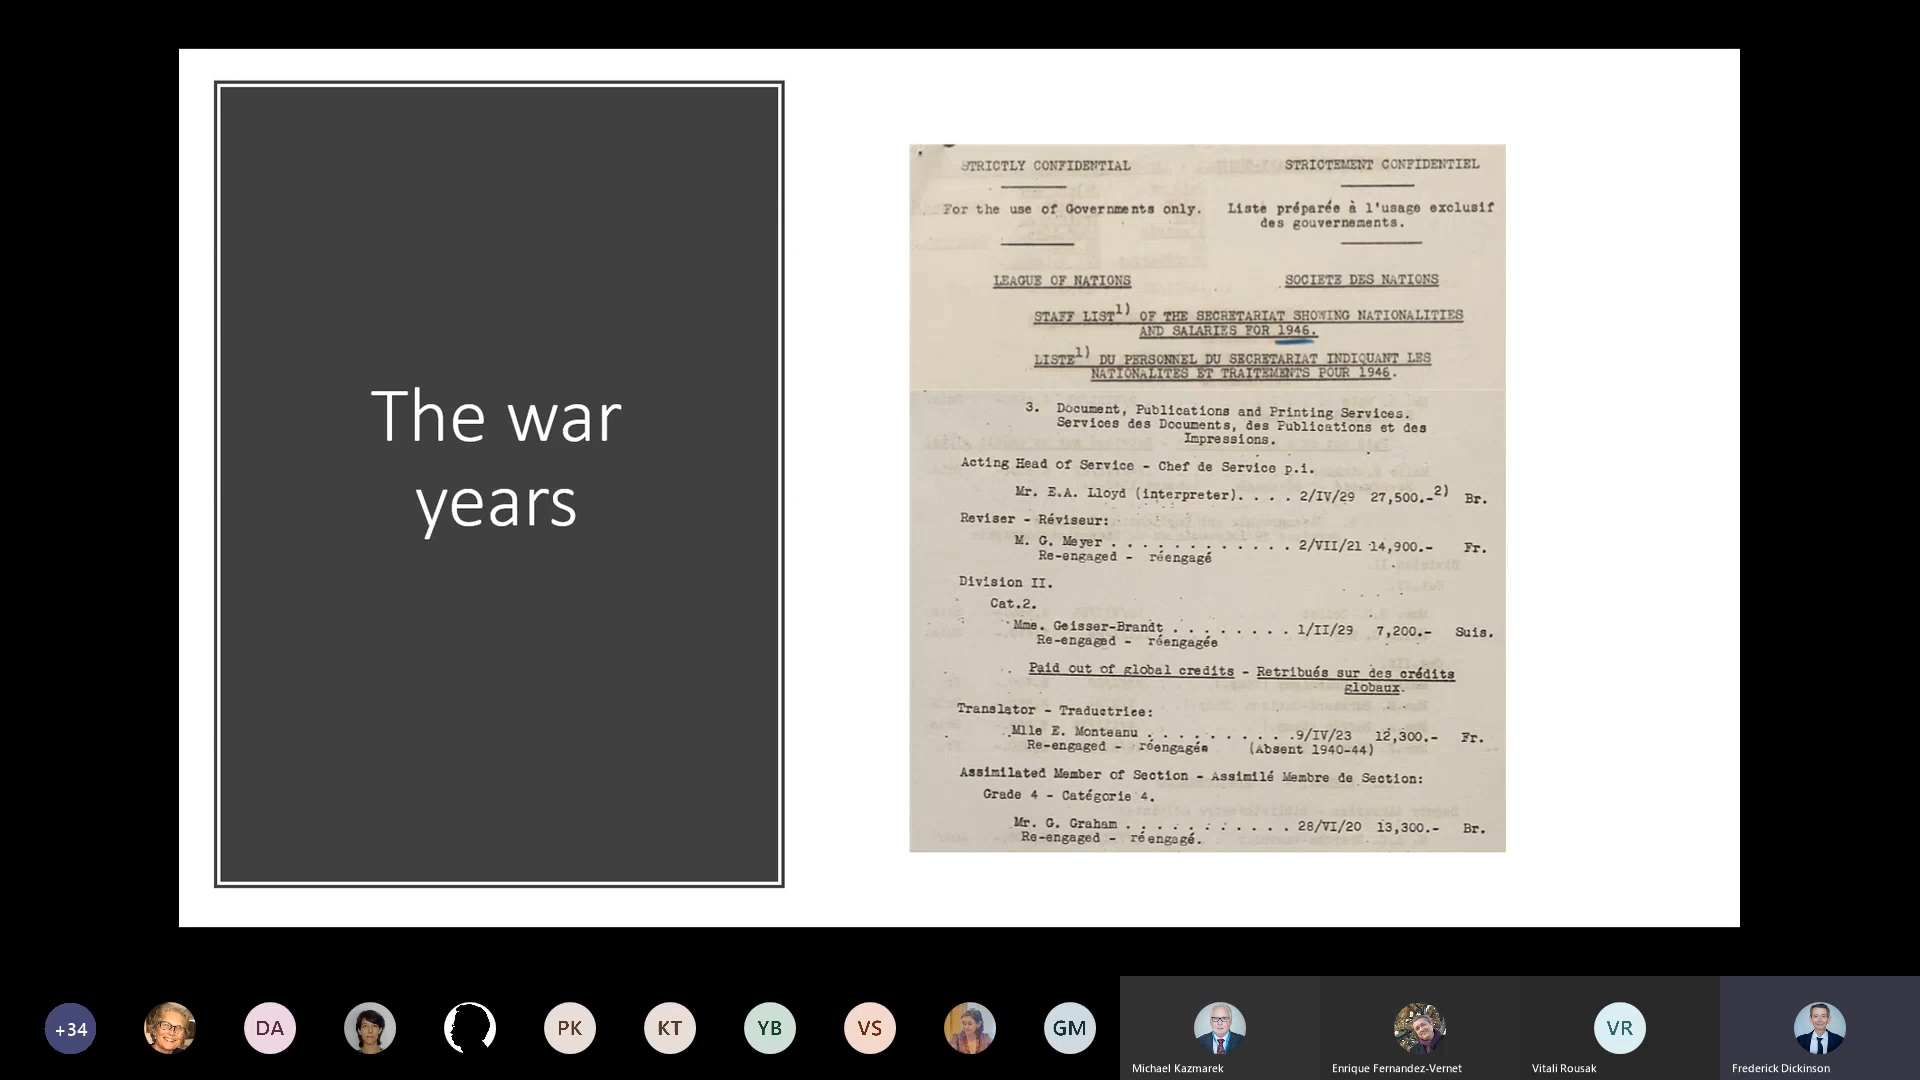 The war
years
STRICTLY CONFIDENTIAL
STRICTEMENT CONFIDENTIEL
For the use of Governments only.
Liste préparée à l'usage exclusif
des gouvernements.
LEAGUE OF NATIONS
SOCIETE DES NATIONS
STAFF LIST1) OF THE SECRETARIAT SHOWING NATIONALITIES
AND SALARIES FOR 1946.
LISTE1) DU PERSONNEL DU SECRETARIAT INDIQUANT LES
NATIONALITES ET TRAITEMENTS POUR 1946.
3. Document, Publications and Printing Services.
Services des Documents, des Publications et des
Impressions.
Acting Head of Service - Chef de Service p.i.
Mr. E.A. Lloyd (interpreter). . . . 2/IV/29 27,500.-2) Br.
Reviser - Réviseur:
M. G. Meyer . . . . . . . . . . . . 2/VII/21 14,900.- Fr.
Re-engaged - réengagé
Division II.
Cat.2.
Mme. Geisser-Brandt . . . . . . . . 1/II/29 7,200.- Suis.
Re-engaged - réengagée
Paid out of global credits - Retribués sur des crédits
globaux.
Translator - Traductrice:
Mlle E. Monteanu . . . . . . . . . .9/IV/23 12,300.- Fr.
Re-engaged - réengagée (Absent 1940-44)
Assimilated Member of Section - Assimilé Membre de Section:
Grade 4 - Catégorie 4.
Mr. G. Graham . . . . . . . . . . . 28/VI/20 13,300.- Br.
Re-engaged - réengagé.
+34
DA
PK
KT
YB
VS
GM
VR
Michael Kazmarek
Enrique Fernandez-Vernet
Vitali Rousak
Frederick Dickinson